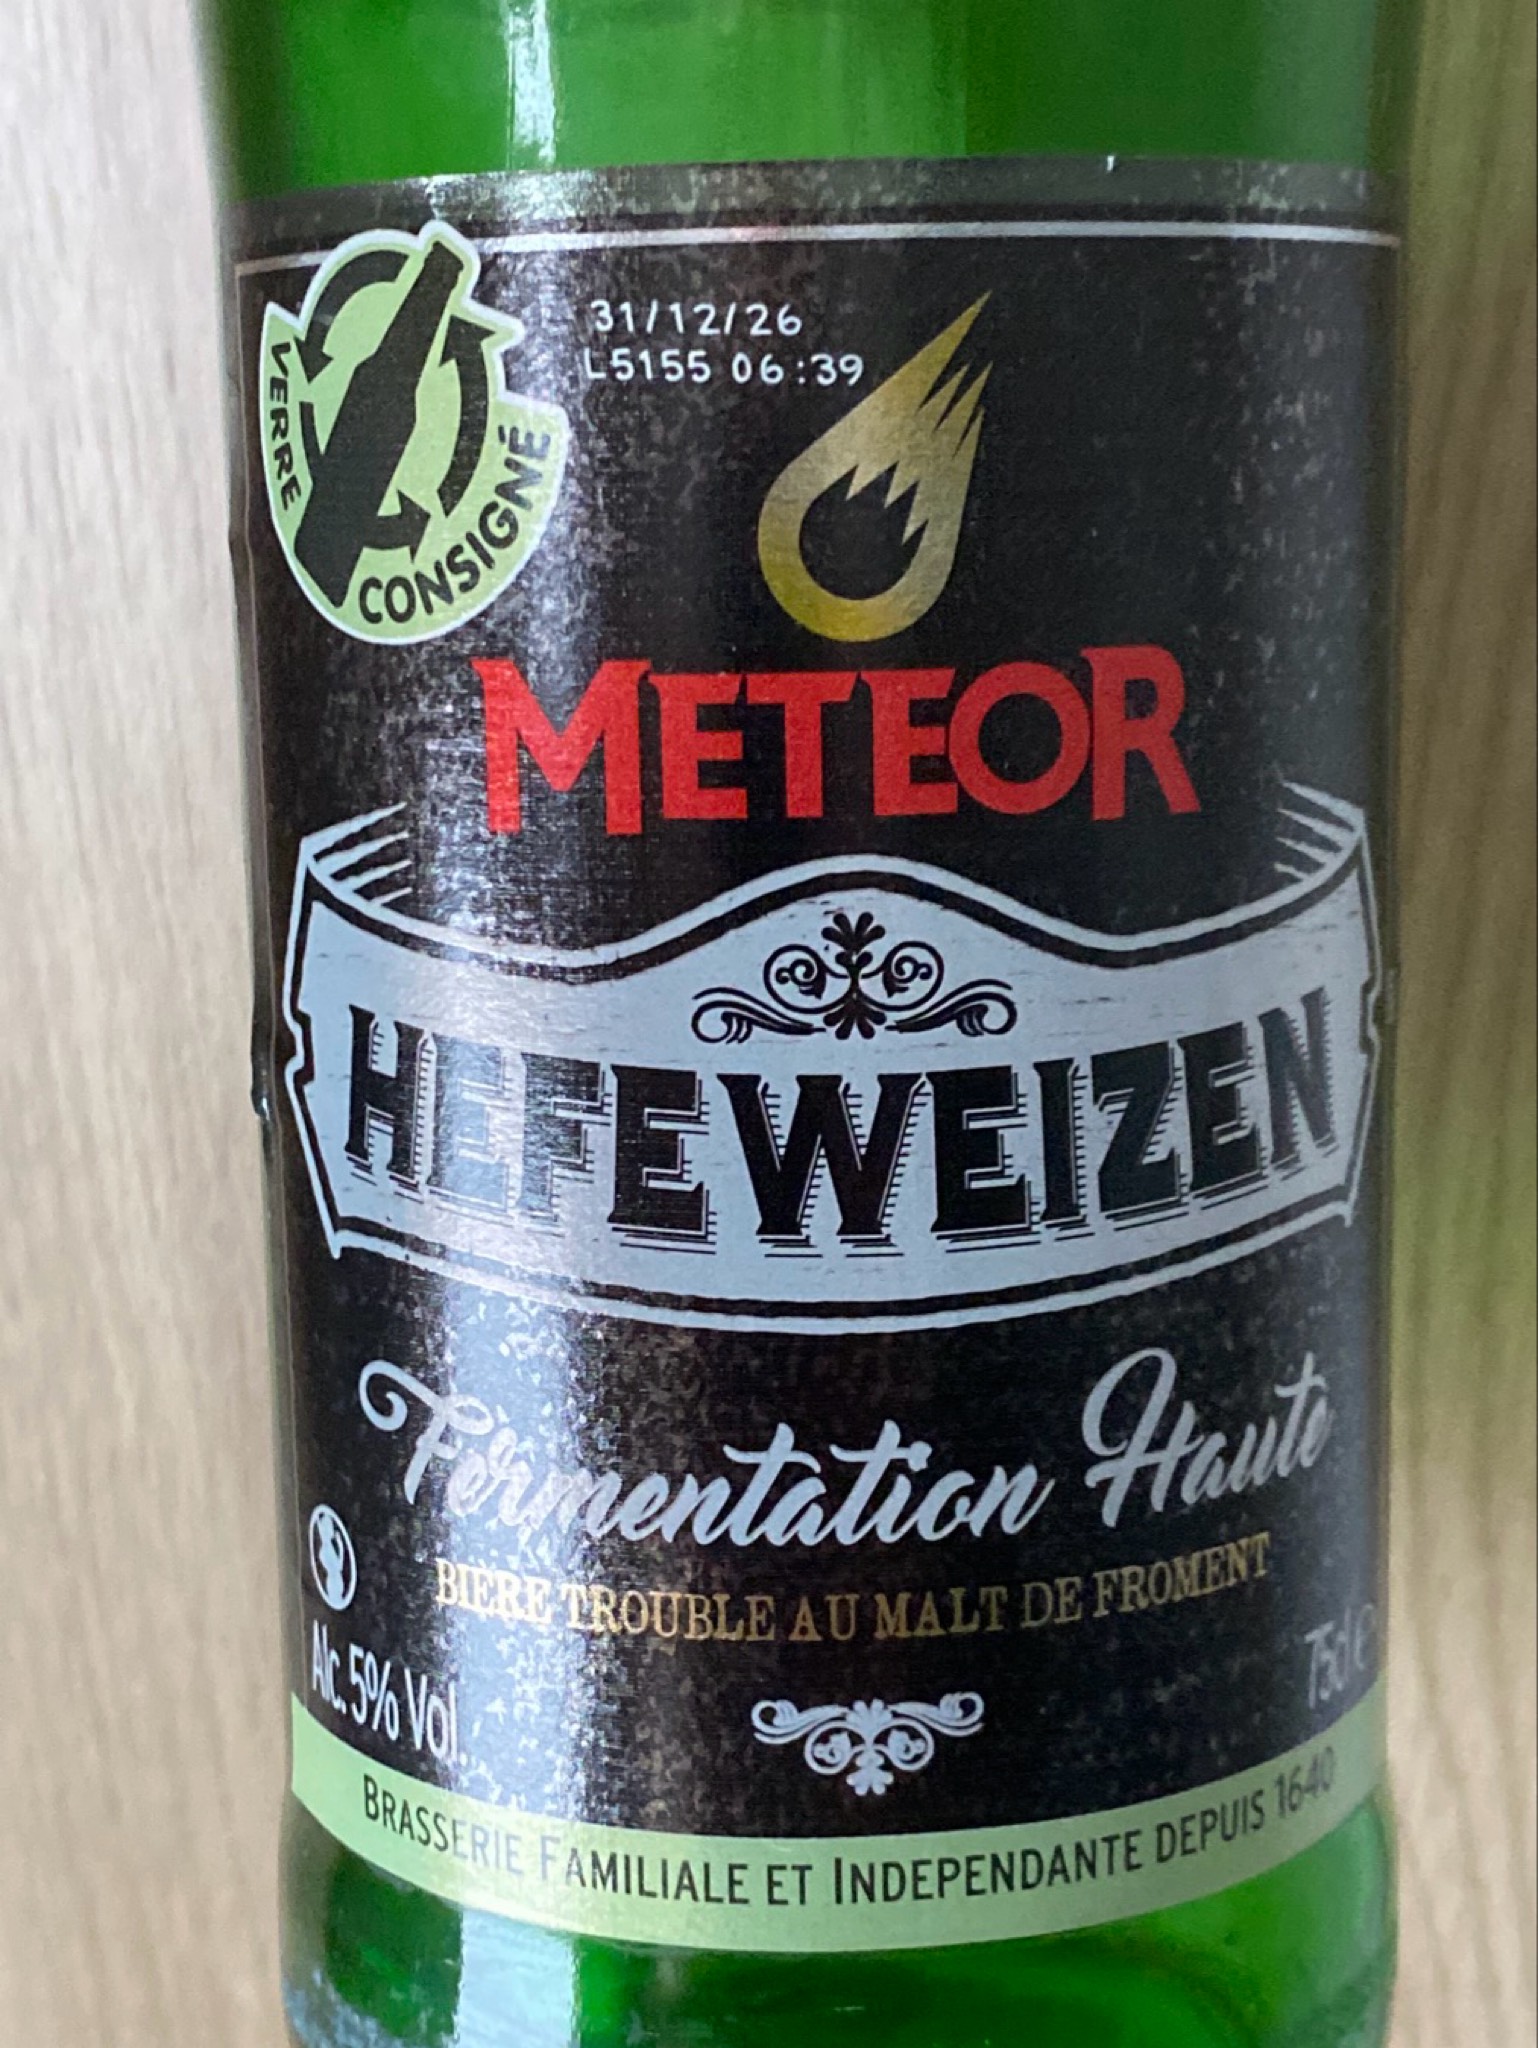 VERRE CONSIGNÉ
31/12/26
L5155 06:39
METEOR
HEFEWEIZEN
Fermentation Haute
BIÈRE TROUBLE AU MALT DE FROMENT
Alc. 5% Vol.
75cl e
BRASSERIE FAMILIALE ET INDEPENDANTE DEPUIS 1640